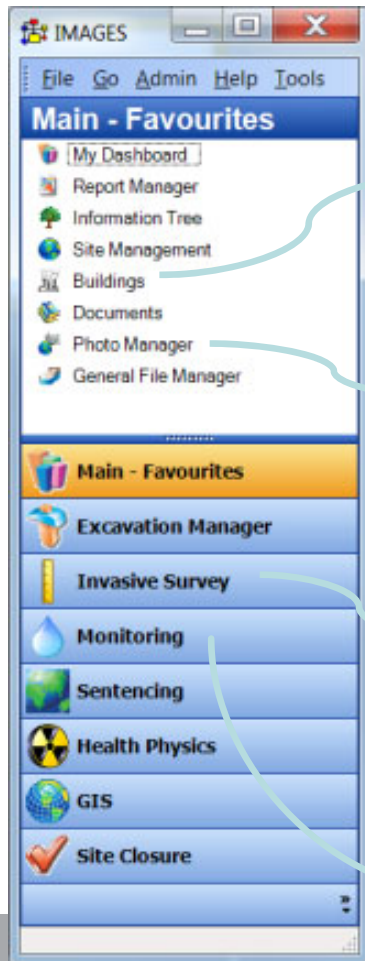 IMAGES
File Go Admin Help Tools
Main - Favourites
My Dashboard
Report Manager
Information Tree
Site Management
Buildings
Documents
Photo Manager
General File Manager
Main - Favourites
Excavation Manager
Invasive Survey
Monitoring
Sentencing
Health Physics
GIS
Site Closure